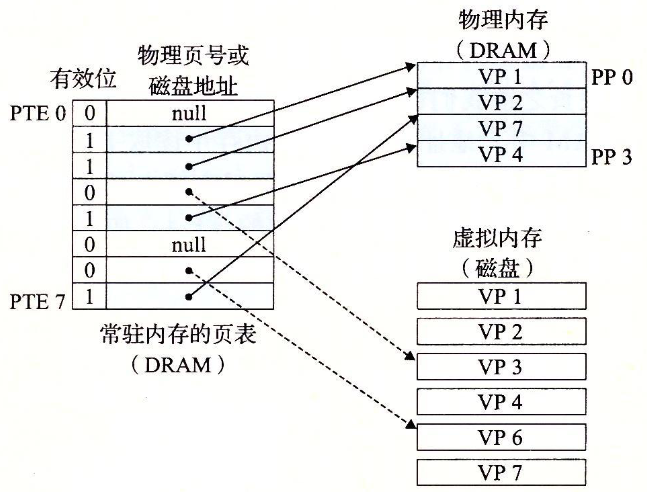 物理页号或
磁盘地址
有效位
PTE 0
0
null
1
1
0
1
0
null
0
PTE 7
1
常驻内存的页表
（DRAM）
物理内存
（DRAM）
VP 1
PP 0
VP 2
VP 7
VP 4
PP 3
虚拟内存
（磁盘）
VP 1
VP 2
VP 3
VP 4
VP 6
VP 7